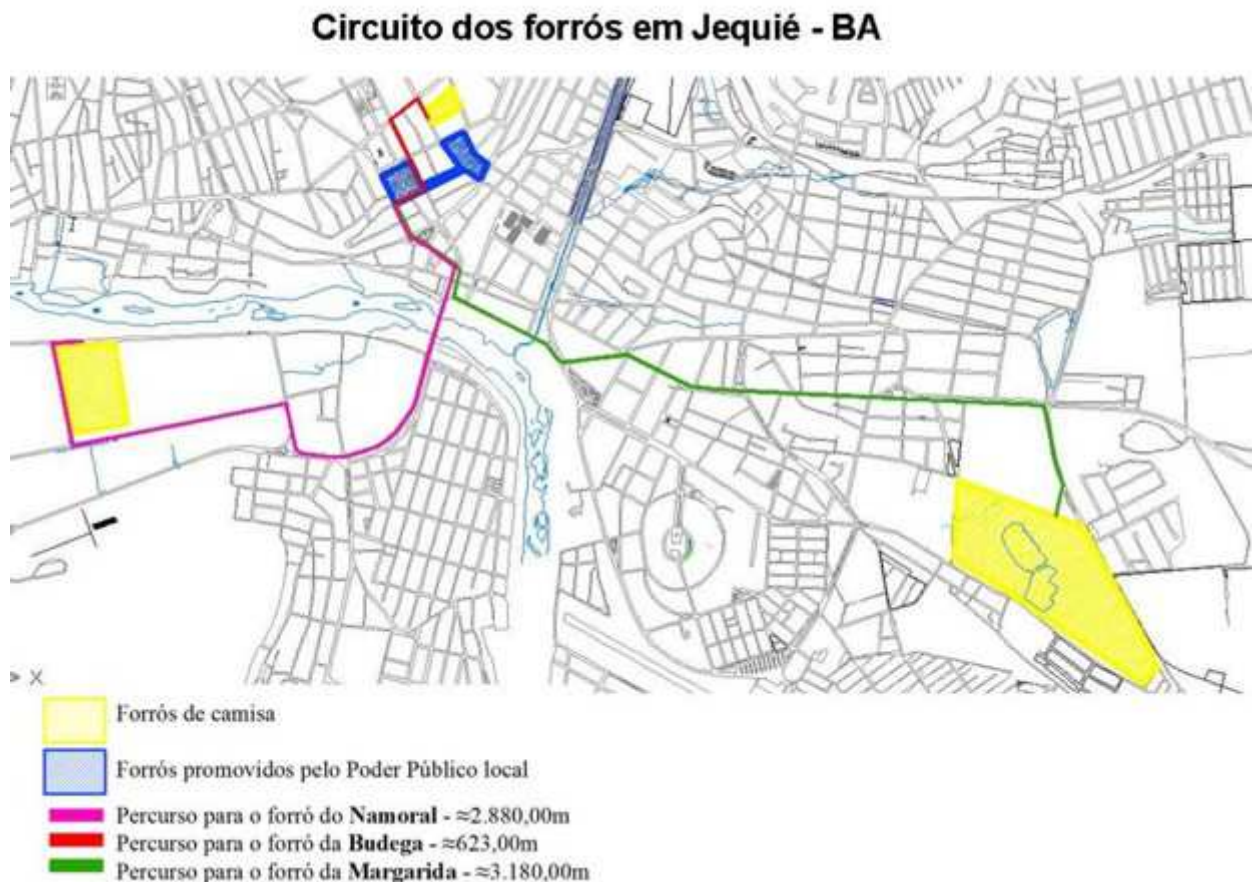 Circuito dos forrós em Jequié - BA
X
Forrós de camisa
Forrós promovidos pelo Poder Público local
Percurso para o forró do Namoral - ≈2.880,00m
Percurso para o forró da Budega - ≈623,00m
Percurso para o forró da Margarida - ≈3.180,00m